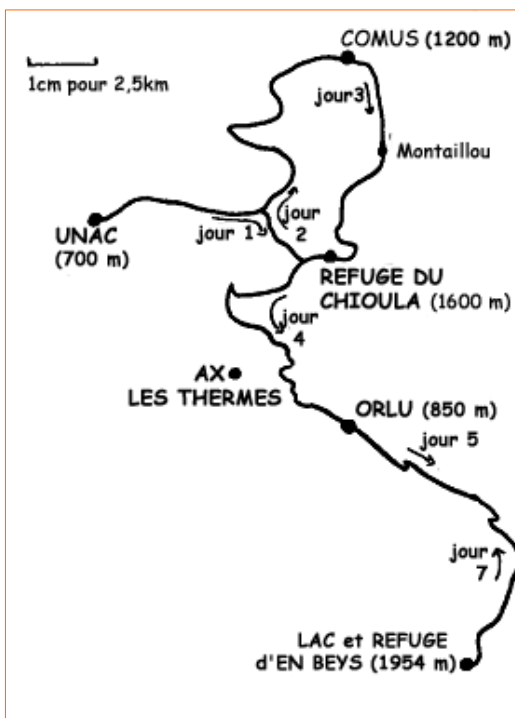 COMUS (1200 m)
1cm pour 2,5km
jour3
Montaillou
UNAC
(700 m)
jour 1
jour
2
REFUGE DU
CHIOULA (1600 m)
jour
4
AX
LES THERMES
ORLU (850 m)
jour 5
jour
7
LAC et REFUGE
d'EN BEYS (1954 m)